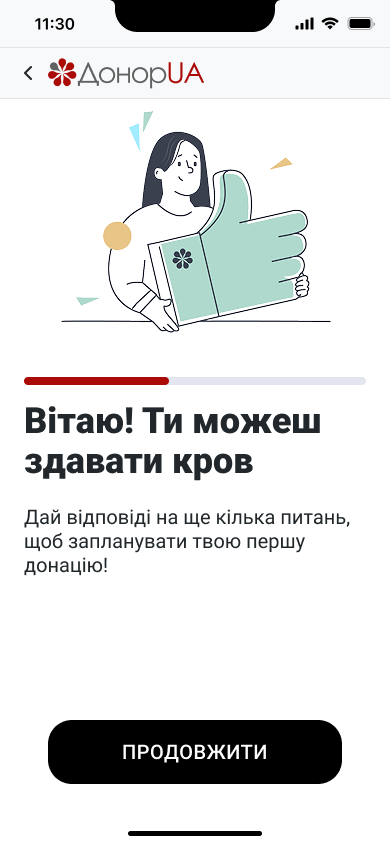 11:30
ДонорUA
Вітаю! Ти можеш
здавати кров
Дай відповіді на ще кілька питань,
щоб запланувати твою першу
донацію!
ПРОДОВЖИТИ